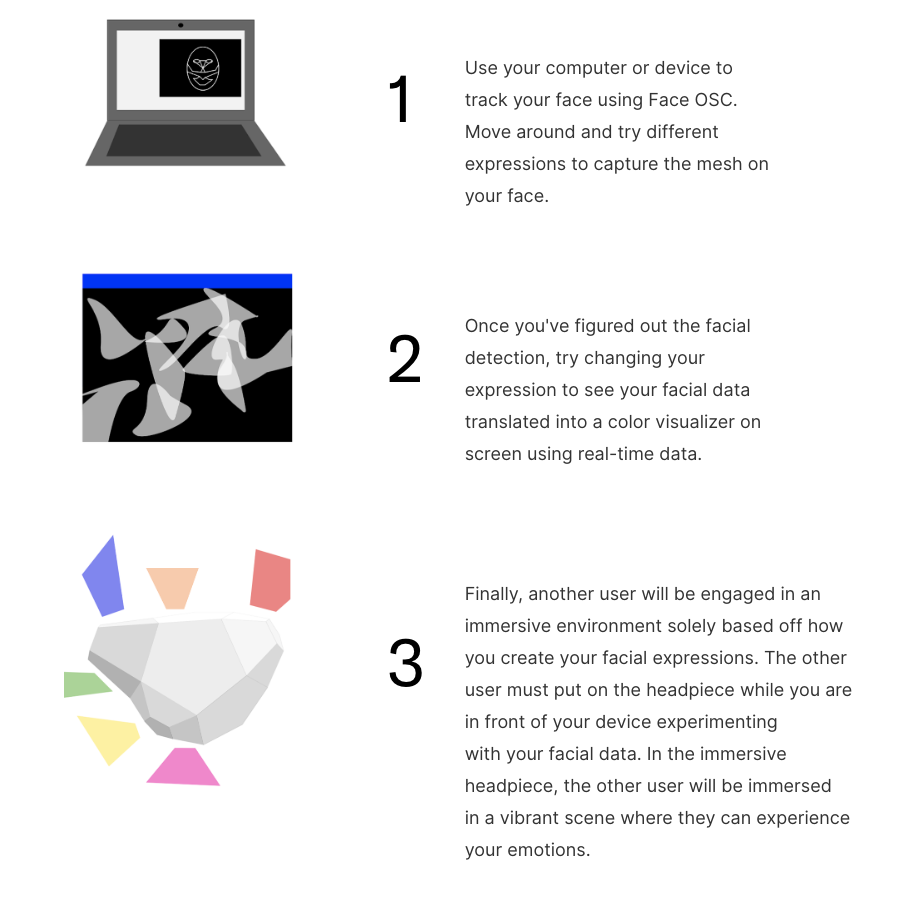 1
Use your computer or device to
track your face using Face OSC.
Move around and try different
expressions to capture the mesh on
your face.
2
Once you've figured out the facial
detection, try changing your
expression to see your facial data
translated into a color visualizer on
screen using real-time data.
3
Finally, another user will be engaged in an
immersive environment solely based off how
you create your facial expressions. The other
user must put on the headpiece while you are
in front of your device experimenting
with your facial data. In the immersive
headpiece, the other user will be immersed
in a vibrant scene where they can experience
your emotions.